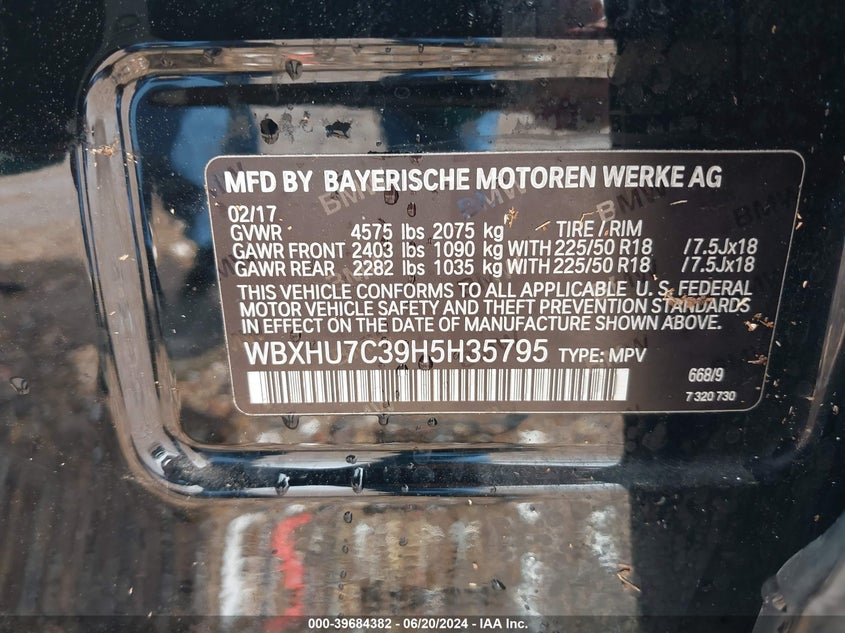 MFD BY BAYERISCHE MOTOREN WERKE AG
02/17
GVWR 4575 lbs 2075 kg TIRE / RIM
GAWR FRONT 2403 lbs 1090 kg WITH 225/50 R18 /7.5Jx18
GAWR REAR 2282 lbs 1035 kg WITH 225/50 R18 /7.5Jx18
THIS VEHICLE CONFORMS TO ALL APPLICABLE U.S. FEDERAL
MOTOR VEHICLE SAFETY AND THEFT PREVENTION STANDARDS
IN EFFECT ON THE DATE OF MANUFACTURE SHOWN ABOVE.
WBXHU7C39H5H35795 TYPE: MPV
668/9
7 320 730
000-39684382 - 06/20/2024 - IAA Inc.